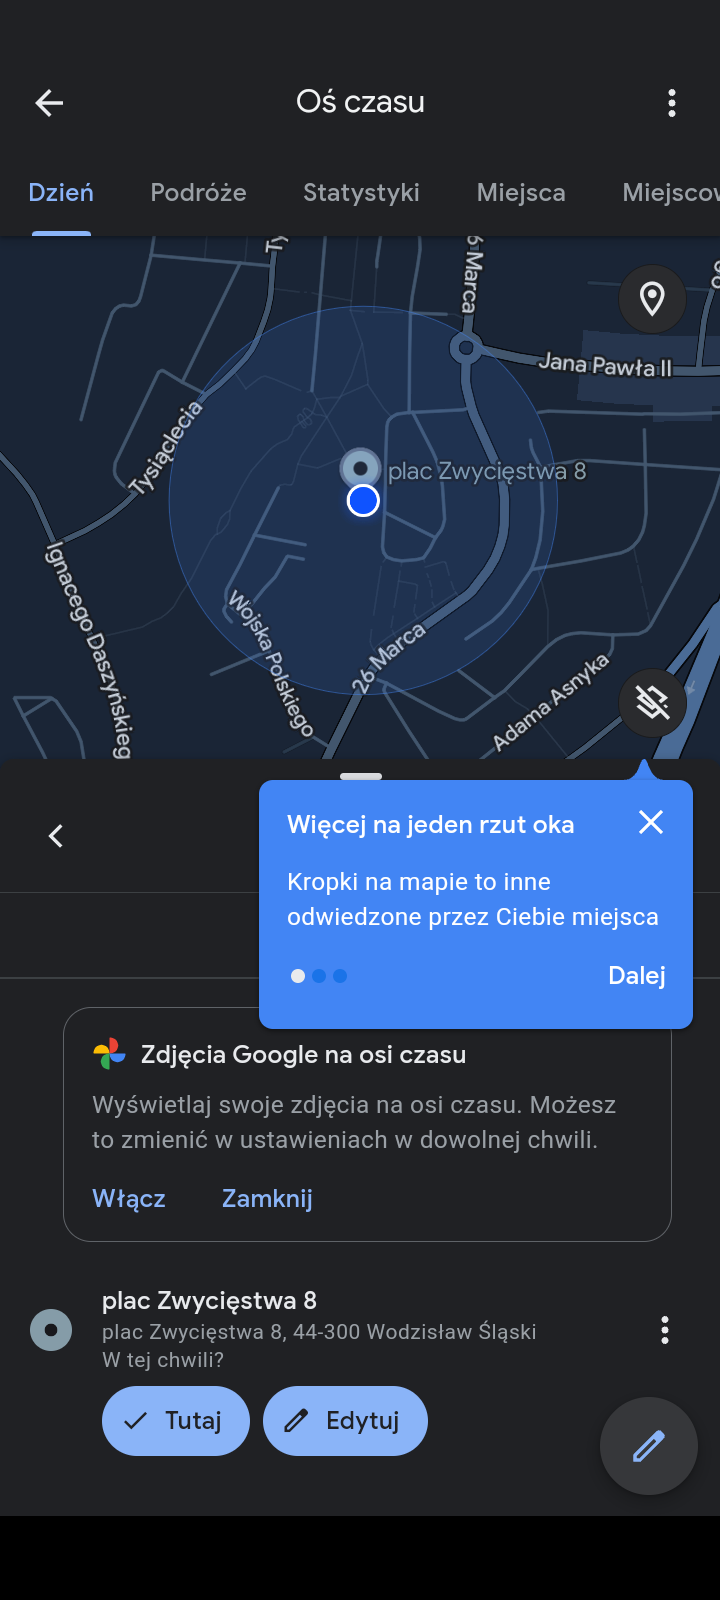 Oś czasu
Dzień
Podróże
Statystyki
Miejsca
Miejscow
Ty
6 Marca
Jana Pawła II
Tysiąclecia
plac Zwycięstwa 8
Ignacego Daszyńskieg
Wojska Polskiego
26 Marca
Adama Asnyka
Więcej na jeden rzut oka
Kropki na mapie to inne
odwiedzone przez Ciebie miejsca
Dalej
Zdjęcia Google na osi czasu
Wyświetlaj swoje zdjęcia na osi czasu. Możesz
to zmienić w ustawieniach w dowolnej chwili.
Włącz
Zamknij
plac Zwycięstwa 8
plac Zwycięstwa 8, 44-300 Wodzisław Śląski
W tej chwili?
Tutaj
Edytuj